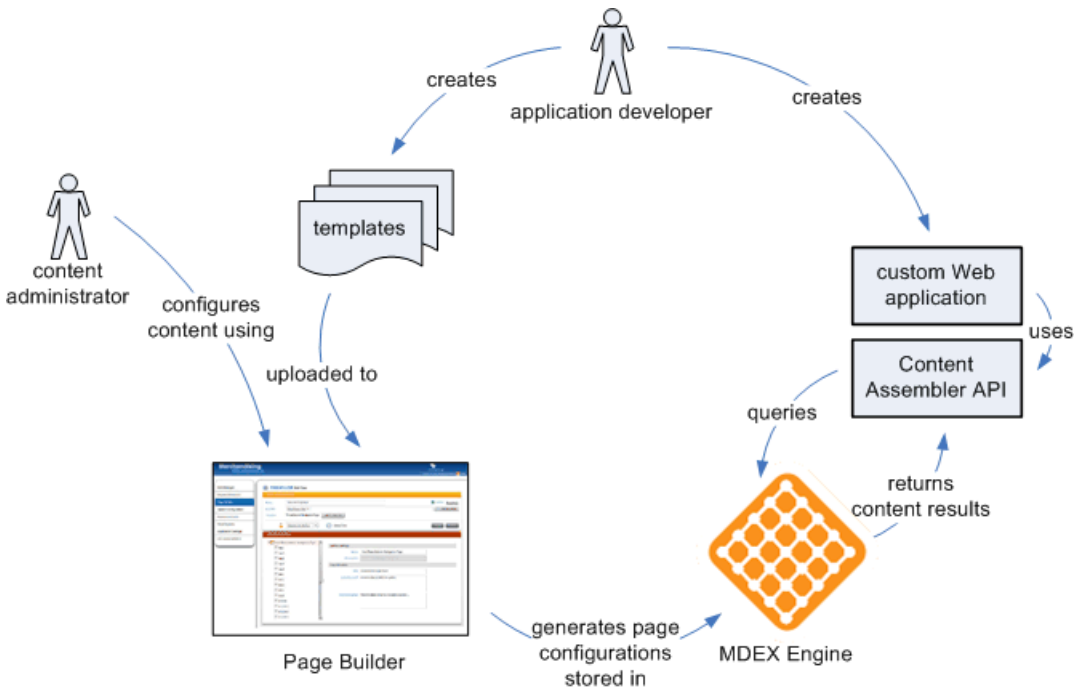 creates
application developer
creates
templates
content
administrator
configures
content using
uploaded to
custom Web
application
uses
Content
Assembler API
queries
returns
content results
Page Builder
generates page
configurations
stored in
MDEX Engine